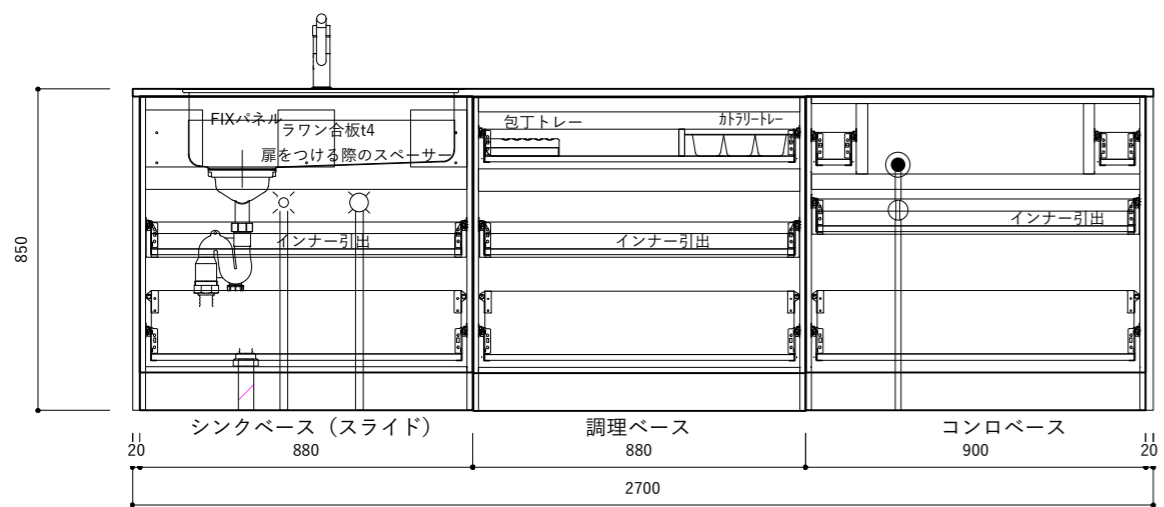 FIXパネル
ラワン合板t4
扉をつける際のスペーサー
包丁トレー
ｶﾄﾗﾘｰﾄﾚｰ
インナー引出
インナー引出
インナー引出
850
シンクベース（スライド）
調理ベース
コンロベース
20
880
880
900
20
2700